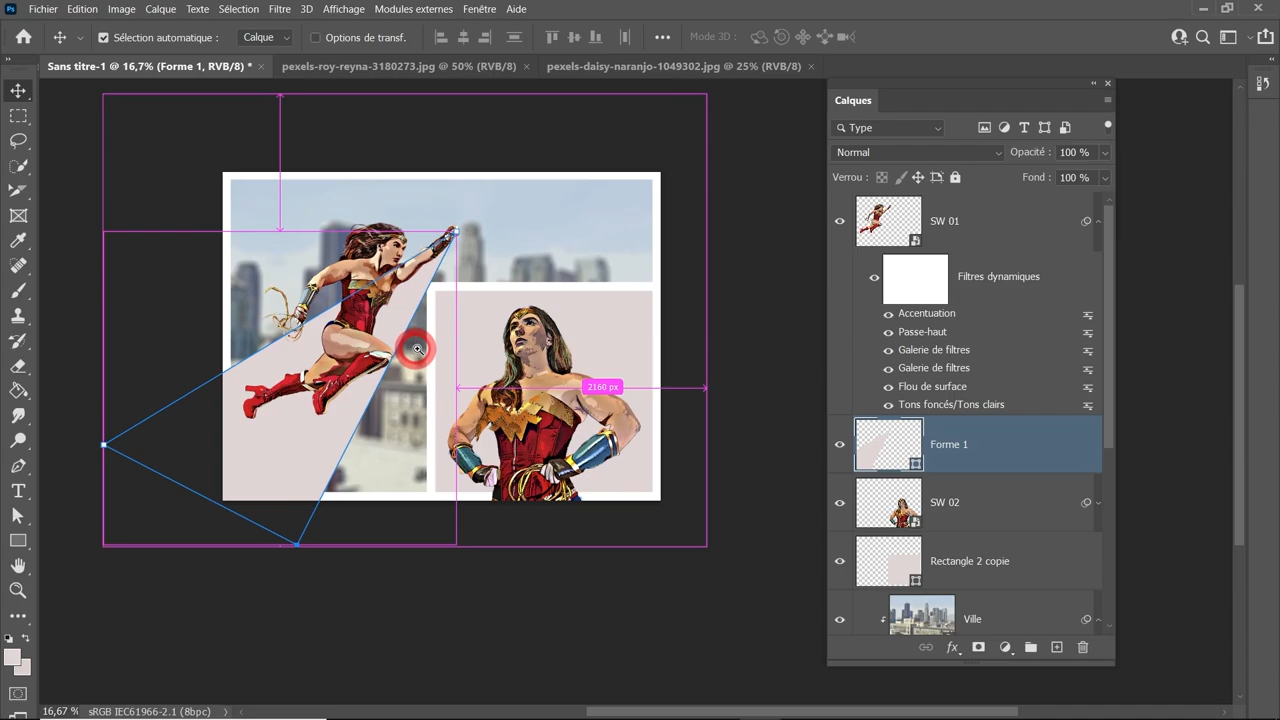 Ps Fichier Edition Image Calque Texte Sélection Filtre 3D Affichage Modules externes Fenêtre Aide
Sélection automatique : Calque Options de transf. Mode 3D :
Sans titre-1 @ 16,7% (Forme 1, RVB/8) * pexels-roy-reyna-3180273.jpg @ 50% (RVB/8) pexels-daisy-naranjo-1049302.jpg @ 25% (RVB/8)
Calques
Type
Normal Opacité : 100 %
Verrou : Fond : 100 %
SW 01
Filtres dynamiques
Accentuation
Passe-haut
Galerie de filtres
Galerie de filtres
Flou de surface
Tons foncés/Tons clairs
2160 px
Forme 1
SW 02
Rectangle 2 copie
Ville
fx
16,67 % sRGB IEC61966-2.1 (8bpc)